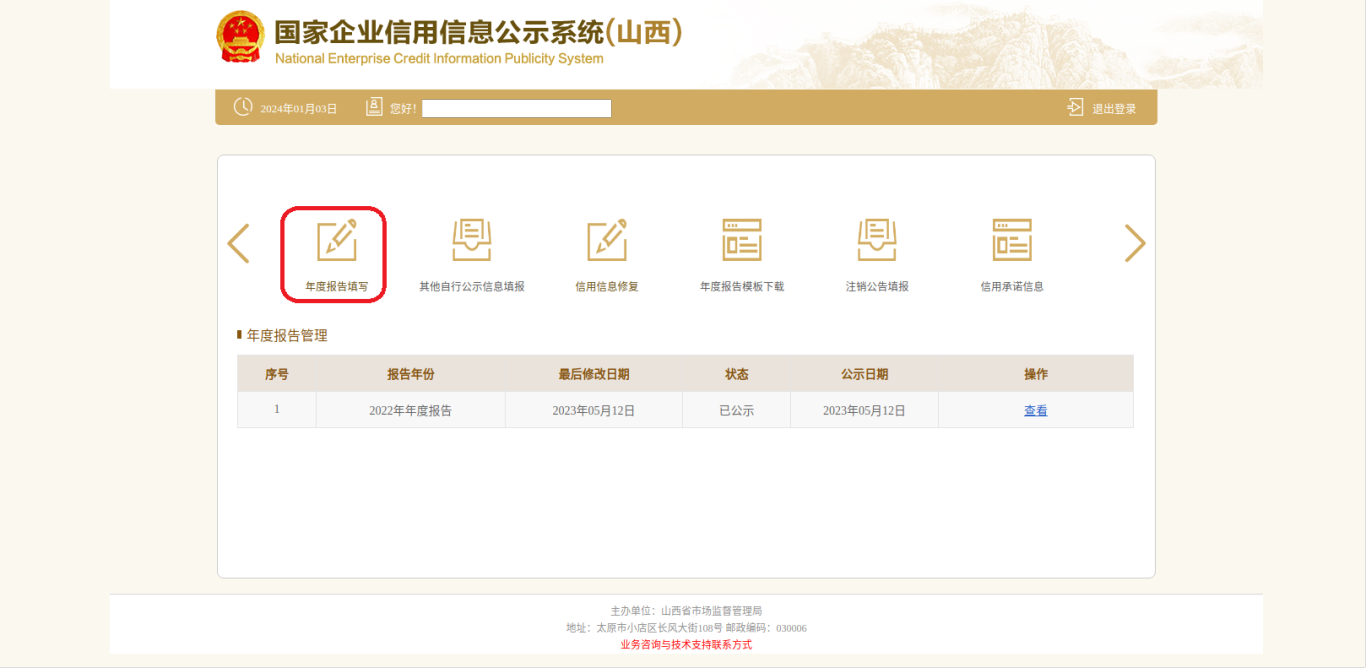 国家企业信用信息公示系统(山西)
National Enterprise Credit Information Publicity System
2024年01月03日 您好! 退出登录
年度报告填写 其他自行公示信息填报 信用信息修复 年度报告模板下载 注销公告填报 信用承诺信息
年度报告管理
序号 报告年份 最后修改日期 状态 公示日期 操作
1 2022年年度报告 2023年05月12日 已公示 2023年05月12日 查看
主办单位：山西省市场监督管理局
地址：太原市小店区长风大街108号 邮政编码：030006
业务咨询与技术支持联系方式